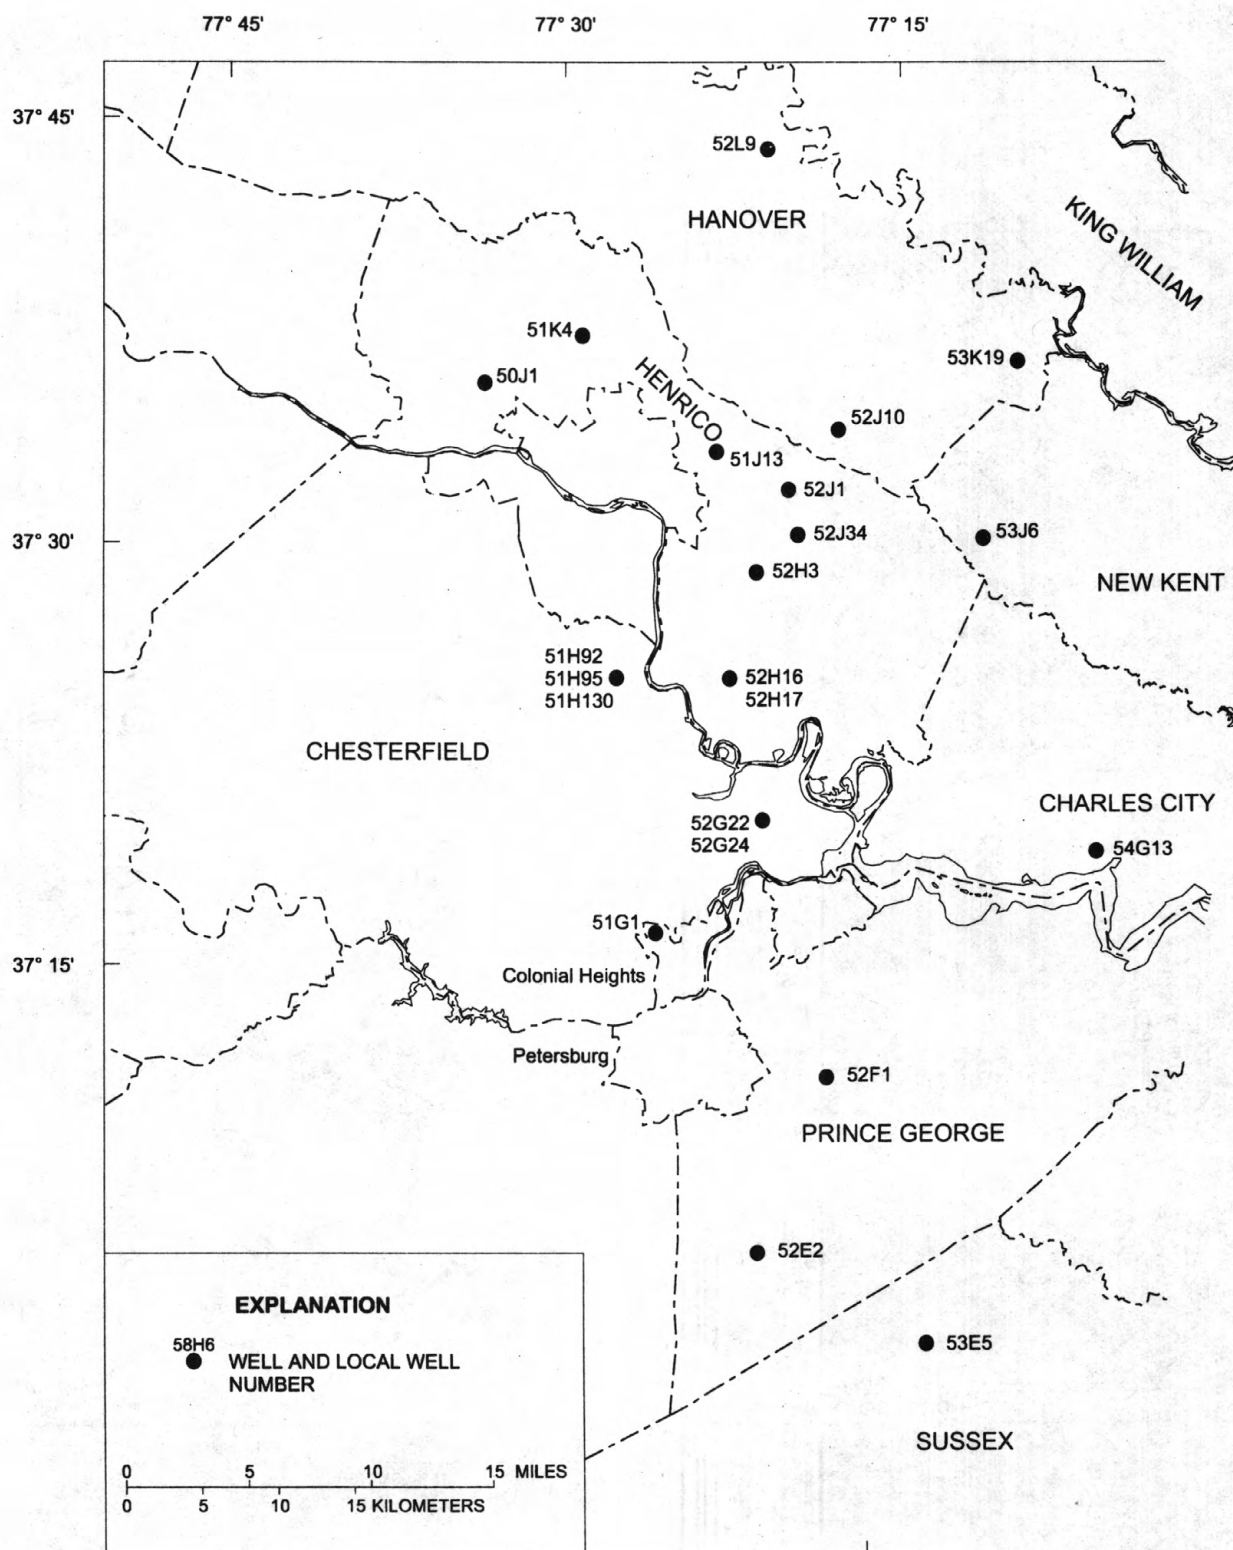 77° 45'
77° 30'
77° 15'
37° 45'
52L9
HANOVER
KING WILLIAM
51K4
53K19
50J1
HENRICO
52J10
51J13
52J1
37° 30'
52J34
53J6
52H3
NEW KENT
51H92
51H95
51H130
52H16
52H17
CHESTERFIELD
CHARLES CITY
52G22
52G24
54G13
51G1
37° 15'
Colonial Heights
Petersburg
52F1
PRINCE GEORGE
52E2
EXPLANATION
53E5
58H6
WELL AND LOCAL WELL
NUMBER
SUSSEX
0 5 10 15 MILES
0 5 10 15 KILOMETERS